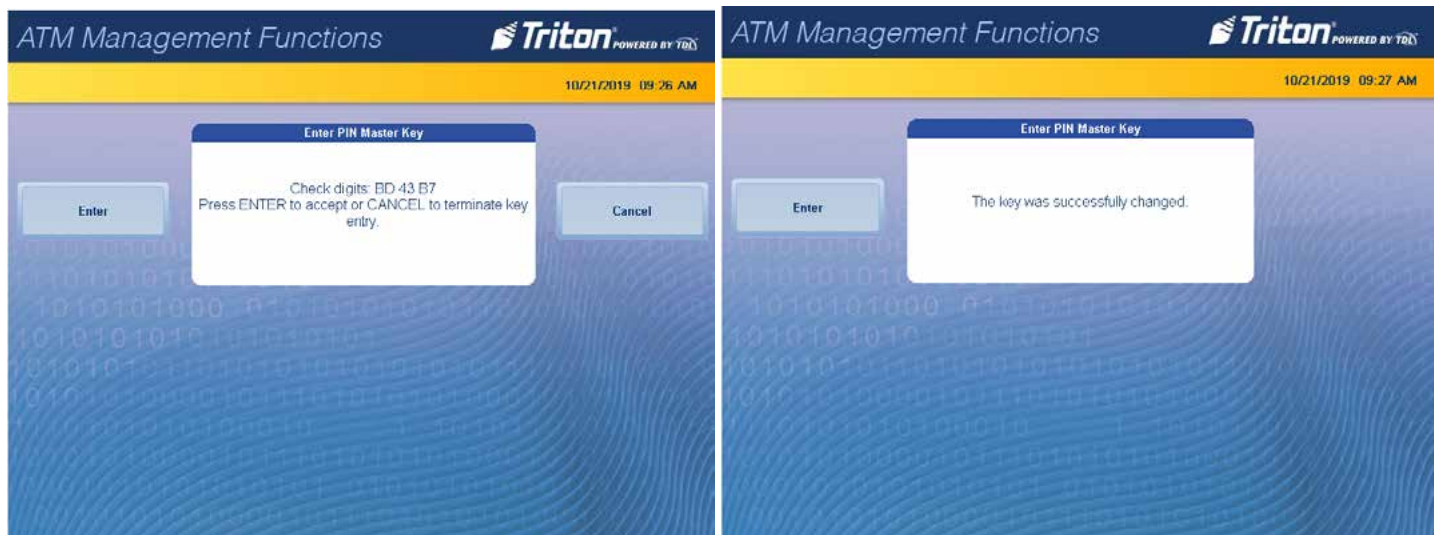 ATM Management Functions
Triton POWERED BY TDL
10/21/2019 09:26 AM
Enter PIN Master Key
Check digits: BD 43 B7
Press ENTER to accept or CANCEL to terminate key
entry.
Enter
Cancel
ATM Management Functions
Triton POWERED BY TDL
10/21/2019 09:27 AM
Enter PIN Master Key
The key was successfully changed.
Enter